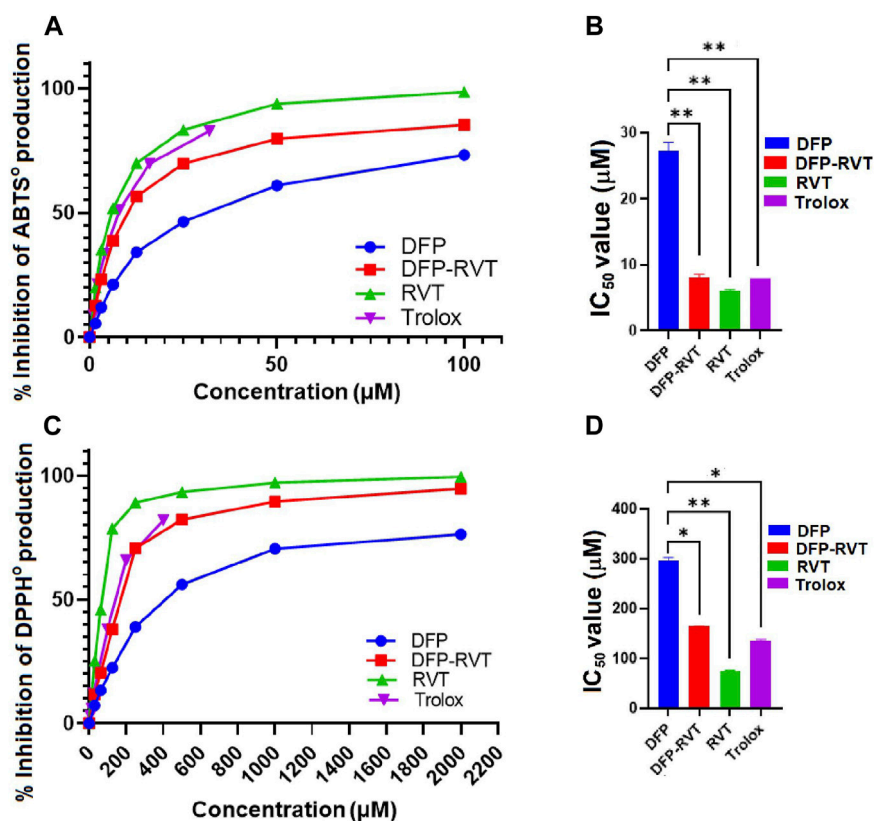 A
% Inhibition of ABTS° production
100
50
0
0
50
100
Concentration (µM)
DFP
DFP-RVT
RVT
Trolox
B
**
**
**
IC50 value (µM)
30
20
10
0
DFP
DFP-RVT
RVT
Trolox
DFP
DFP-RVT
RVT
Trolox
C
% Inhibition of DPPH° production
100
50
0
0
200
400
600
800
1000
1200
1400
1600
1800
2000
2200
Concentration (µM)
DFP
DFP-RVT
RVT
Trolox
D
*
**
*
IC50 value (µM)
400
300
200
100
0
DFP
DFP-RVT
RVT
Trolox
DFP
DFP-RVT
RVT
Trolox